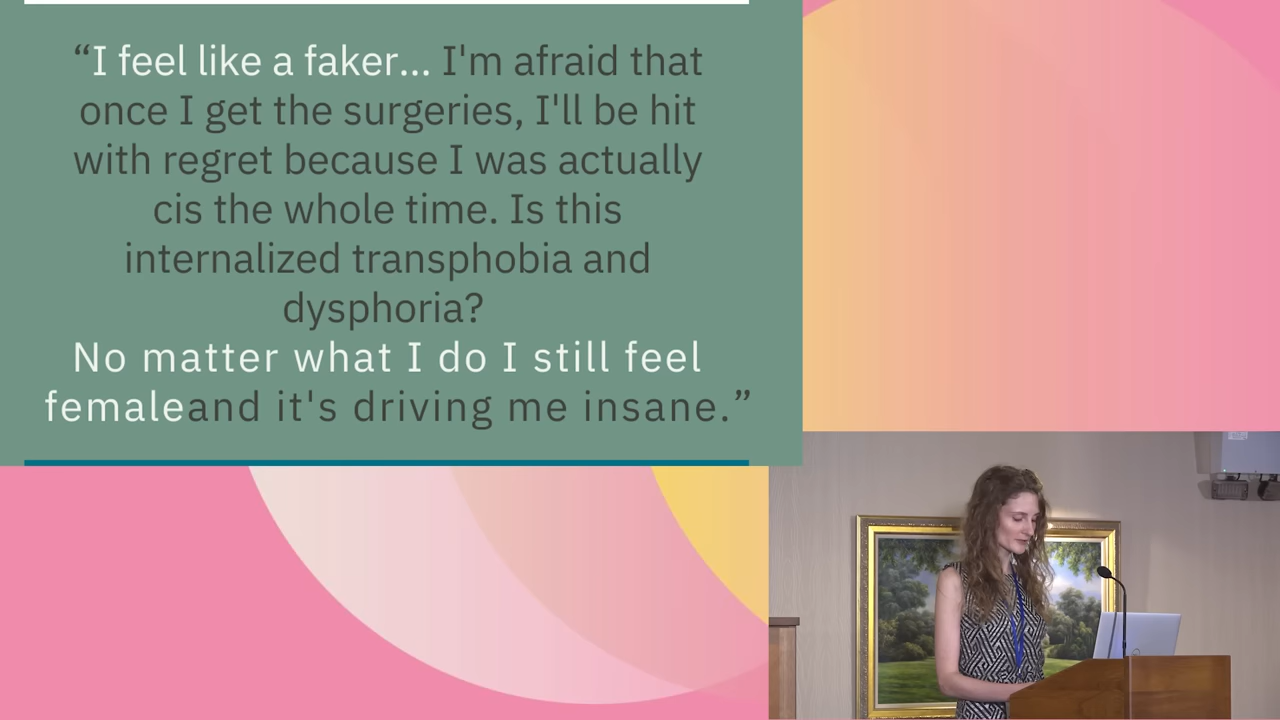 “I feel like a faker... I'm afraid that
once I get the surgeries, I'll be hit
with regret because I was actually
cis the whole time. Is this
internalized transphobia and
dysphoria?
No matter what I do I still feel
femaleand it's driving me insane.”